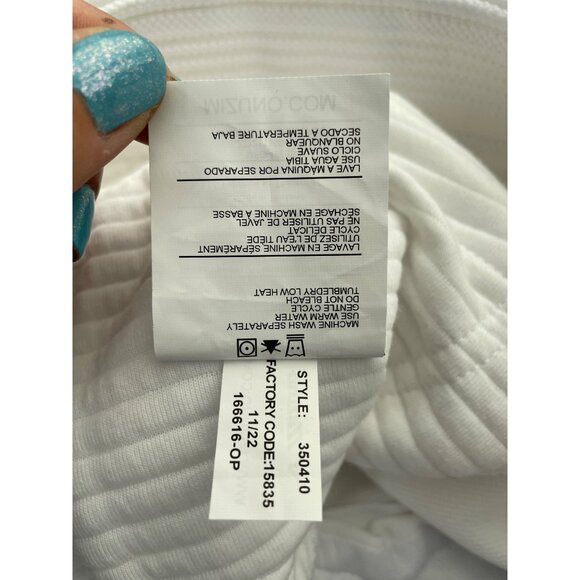 MACHINE WASH SEPARATELY
USE WARM WATER
GENTLE CYCLE
DO NOT BLEACH
TUMBLEDRY LOW HEAT
LAVAGE EN MACHINE SÉPARÉMENT
UTILISEZ DE L'EAU TIÈDE
CYCLE DÉLICAT
NE PAS UTILISER DE JAVEL
SÉCHAGE EN MACHINE A BASSE
LAVE A MÁQUINA POR SEPARADO
USE AGUA TIBIA
CICLO SUAVE
NO BLANQUEAR
SECADO A TEMPERATURE BAJA
MIZUNO.COM
STYLE: 350410
FACTORY CODE:15835
11/22
166616-OP